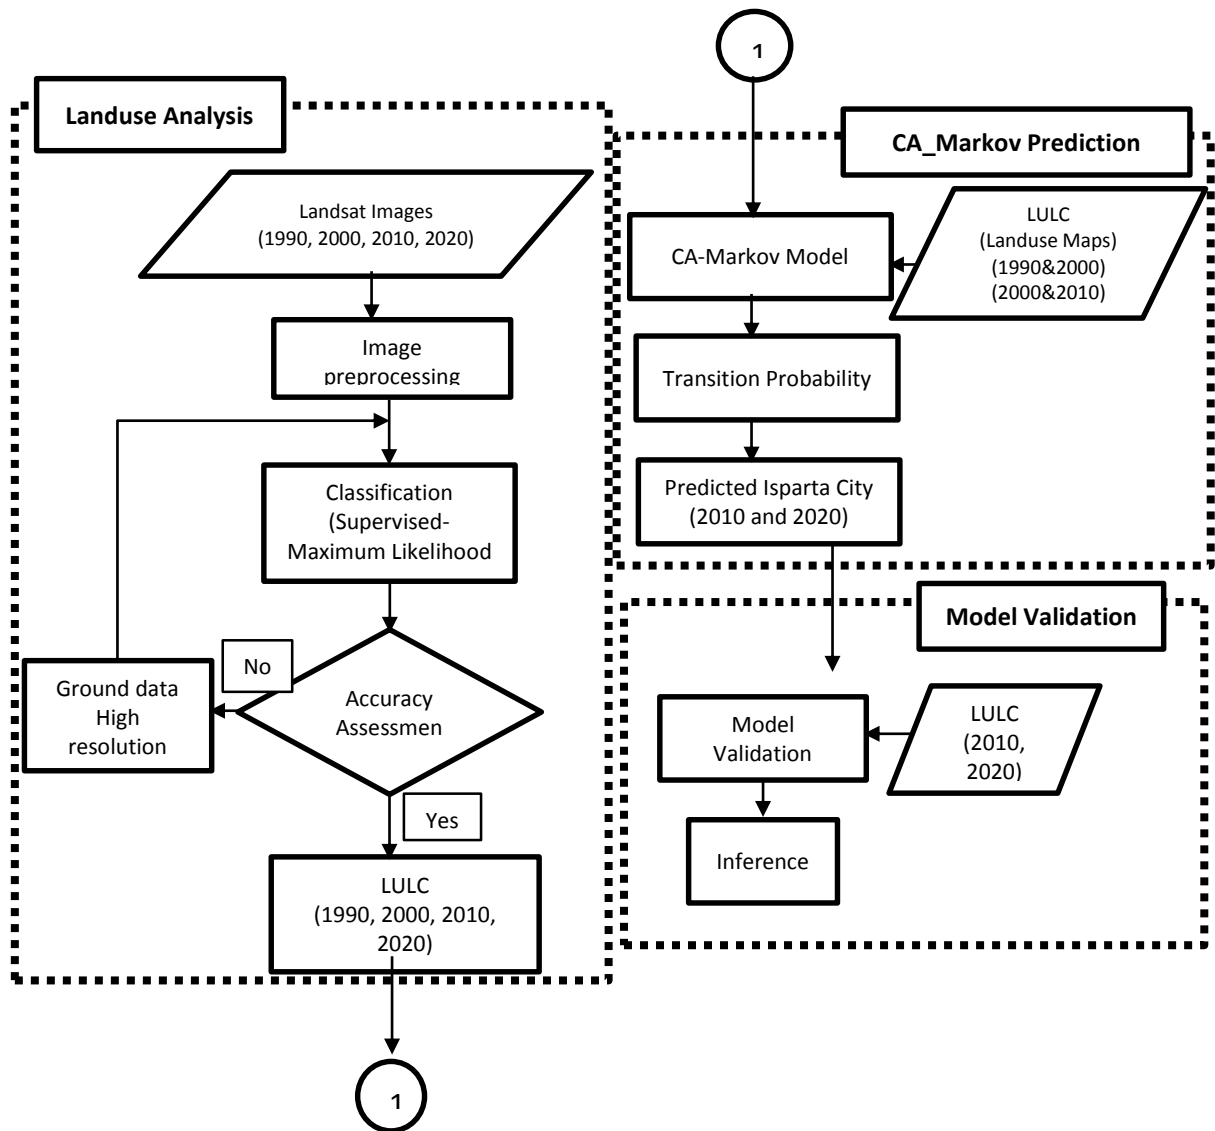 Landuse Analysis
Landsat Images
(1990, 2000, 2010, 2020)
Image
preprocessing
Classification
(Supervised-
Maximum Likelihood
No
Ground data
High
resolution
Accuracy
Assessmen
Yes
LULC
(1990, 2000, 2010,
2020)
1
1
CA_Markov Prediction
CA-Markov Model
LULC
(Landuse Maps)
(1990&2000)
(2000&2010)
Transition Probability
Predicted Isparta City
(2010 and 2020)
Model Validation
Model
Validation
LULC
(2010,
2020)
Inference